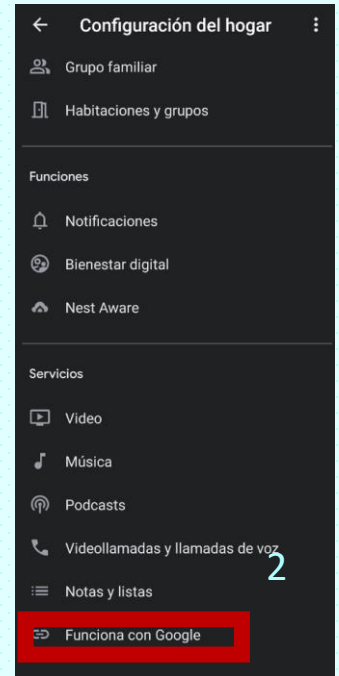 Configuración del hogar
Grupo familiar
Habitaciones y grupos
Funciones
Notificaciones
Bienestar digital
Nest Aware
Servicios
Video
Música
Podcasts
Videollamadas y llamadas de voz
2
Notas y listas
Funciona con Google